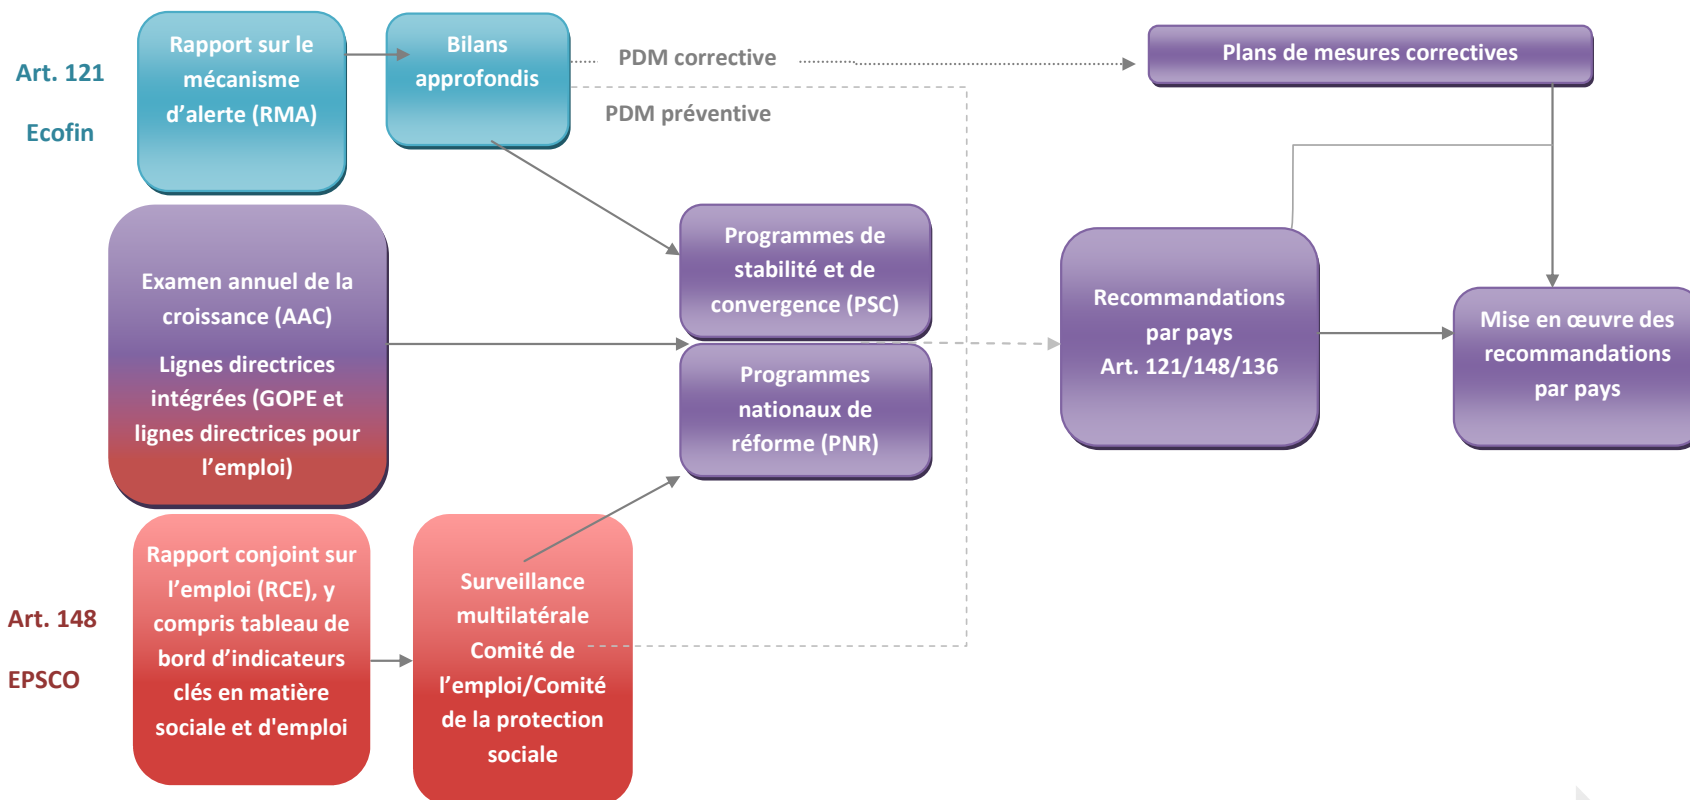 Art. 121
Ecofin
Rapport sur le
mécanisme
d’alerte (RMA)
Bilans
approfondis
PDM corrective
PDM préventive
Plans de mesures correctives
Examen annuel de la
croissance (AAC)
Lignes directrices
intégrées (GOPE et
lignes directrices pour
l’emploi)
Programmes de
stabilité et de
convergence (PSC)
Programmes
nationaux de
réforme (PNR)
Recommandations
par pays
Art. 121/148/136
Mise en œuvre des
recommandations
par pays
Art. 148
EPSCO
Rapport conjoint sur
l’emploi (RCE), y
compris tableau de
bord d’indicateurs
clés en matière
sociale et d'emploi
Surveillance
multilatérale
Comité de
l’emploi/Comité
de la protection
sociale